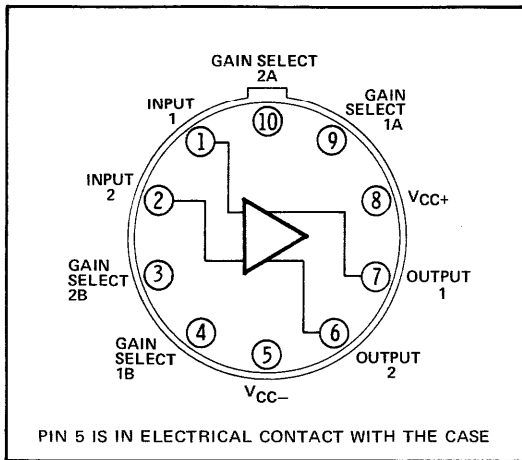 GAIN SELECT
2A
INPUT
1
GAIN
SELECT
1A
10
1
9
INPUT
2
2
8
VCC+
GAIN
SELECT
2B
3
7
OUTPUT
1
GAIN
SELECT
1B
4
6
OUTPUT
2
5
VCC–
PIN 5 IS IN ELECTRICAL CONTACT WITH THE CASE